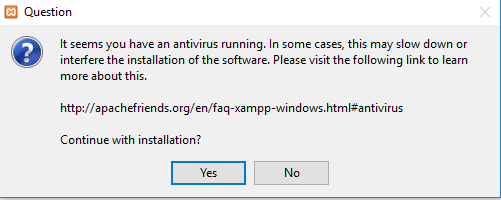 Question
It seems you have an antivirus running. In some cases, this may slow down or
interfere the installation of the software. Please visit the following link to learn
more about this.
http://apachefriends.org/en/faq-xampp-windows.html#antivirus
Continue with installation?
Yes
No